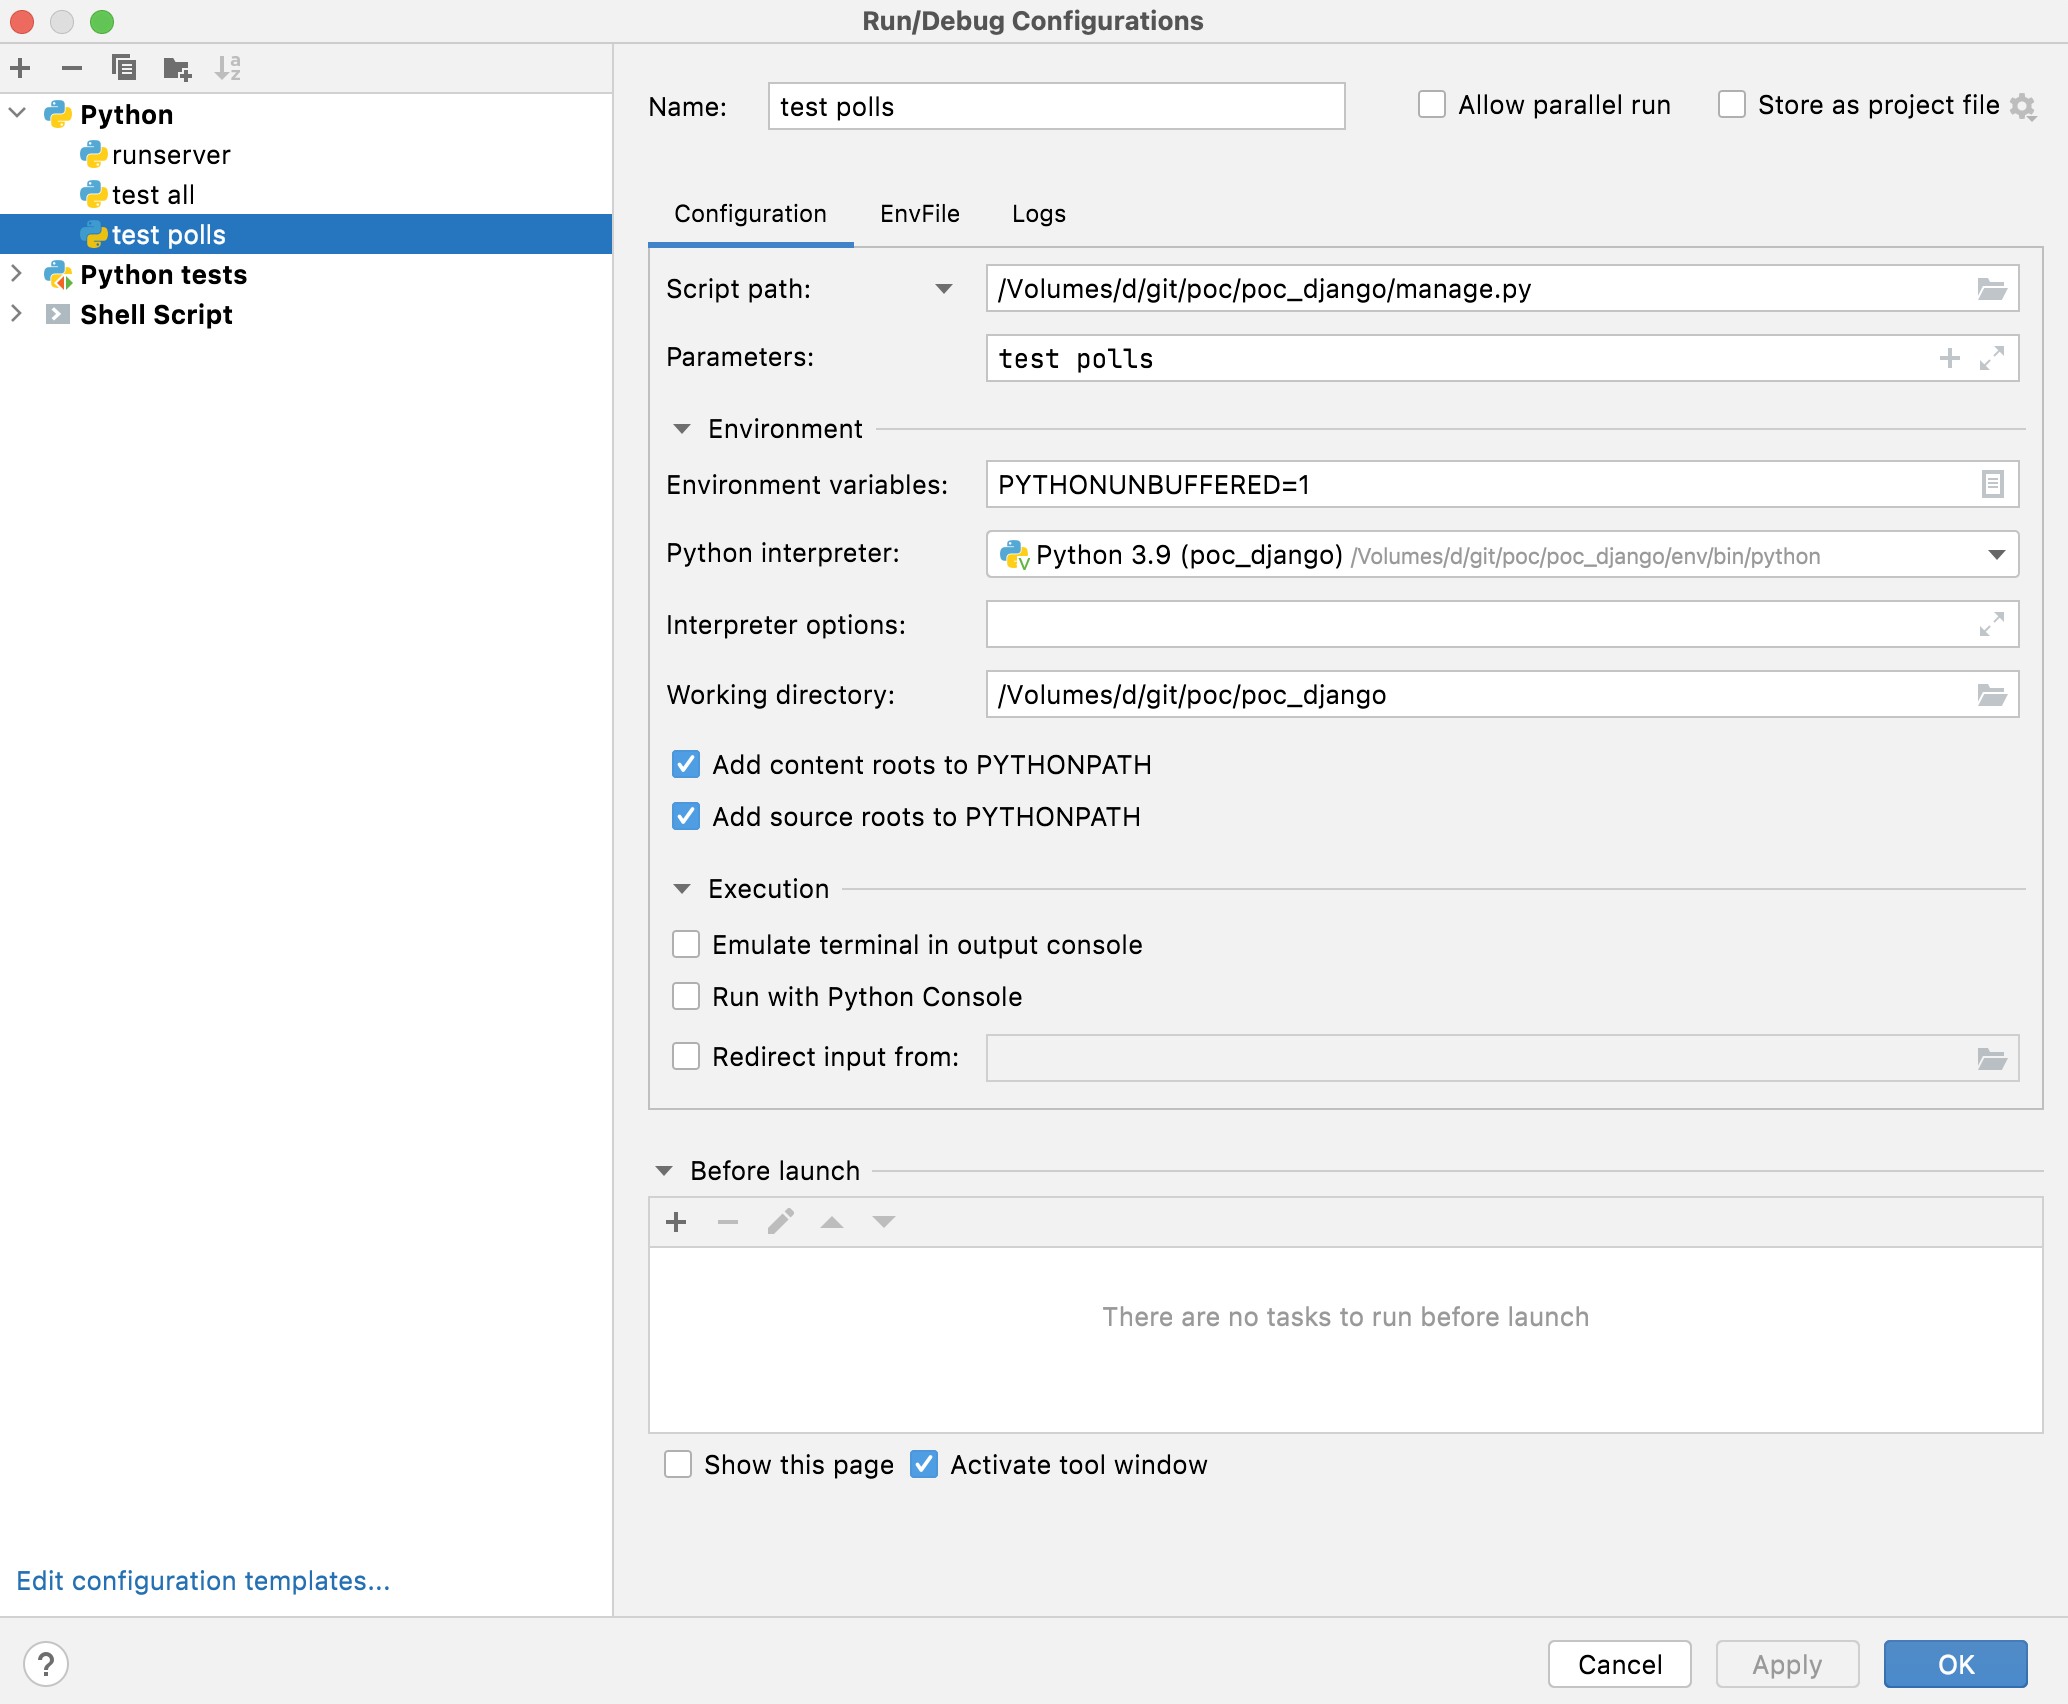 Run/Debug Configurations
Python
runserver
test all
test polls
Python tests
Shell Script
Edit configuration templates...
Name: test polls Allow parallel run Store as project file
Configuration EnvFile Logs
Script path: /Volumes/d/git/poc/poc_django/manage.py
Parameters: test polls
Environment
Environment variables: PYTHONUNBUFFERED=1
Python interpreter: Python 3.9 (poc_django) /Volumes/d/git/poc/poc_django/env/bin/python
Interpreter options:
Working directory: /Volumes/d/git/poc/poc_django
Add content roots to PYTHONPATH
Add source roots to PYTHONPATH
Execution
Emulate terminal in output console
Run with Python Console
Redirect input from:
Before launch
There are no tasks to run before launch
Show this page Activate tool window
? Cancel Apply OK